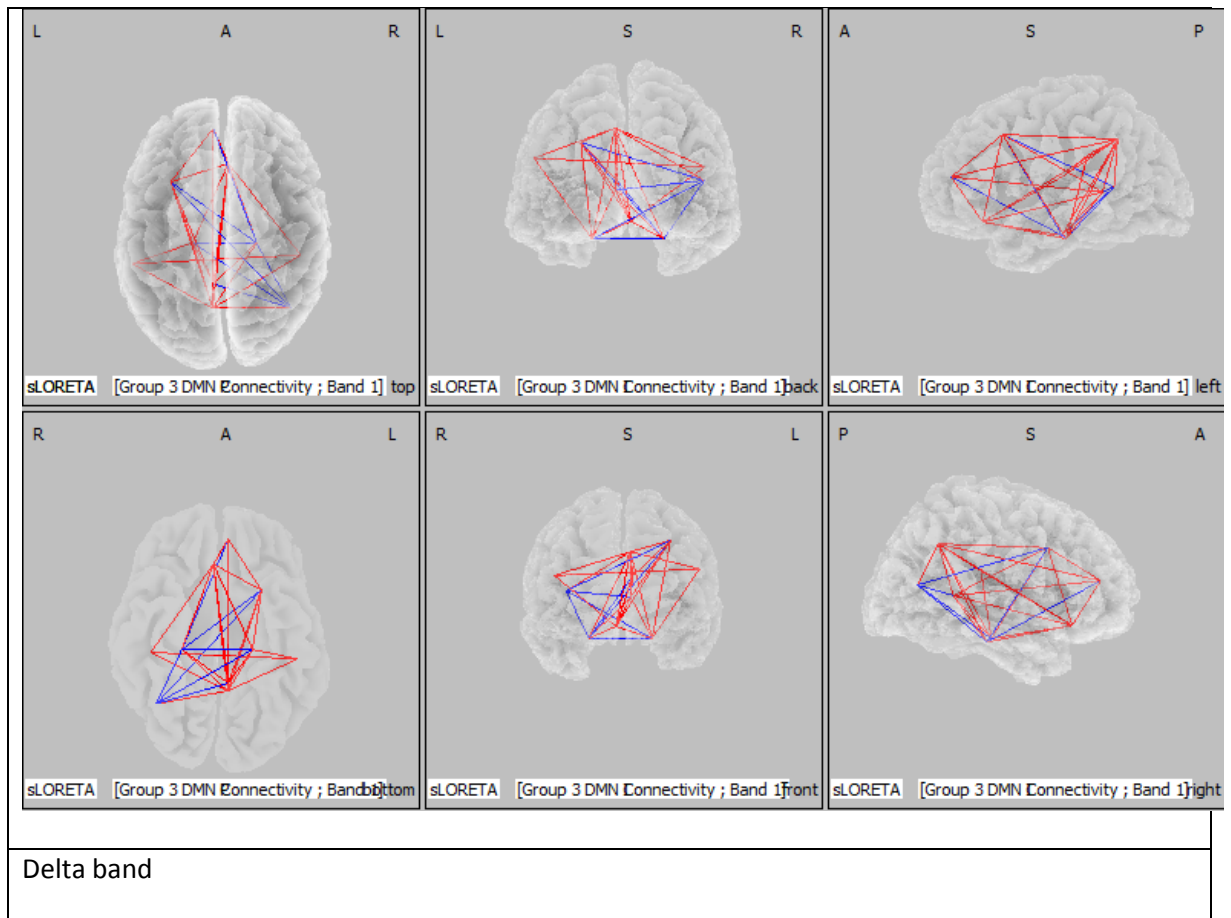 L A R
L S R
A S P
sLORETA [Group 3 DMN Connectivity ; Band 1] top
sLORETA [Group 3 DMN Connectivity ; Band 1] back
sLORETA [Group 3 DMN Connectivity ; Band 1] left
R A L
R S L
P S A
sLORETA [Group 3 DMN Connectivity ; Band 1] bottom
sLORETA [Group 3 DMN Connectivity ; Band 1] front
sLORETA [Group 3 DMN Connectivity ; Band 1] right
Delta band